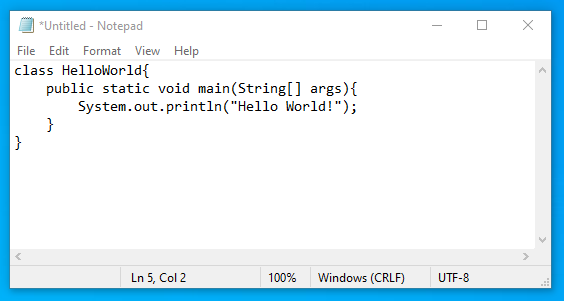 *Untitled - Notepad
File Edit Format View Help
class HelloWorld{
    public static void main(String[] args){
        System.out.println("Hello World!");
    }
}
Ln 5, Col 2 100% Windows (CRLF) UTF-8